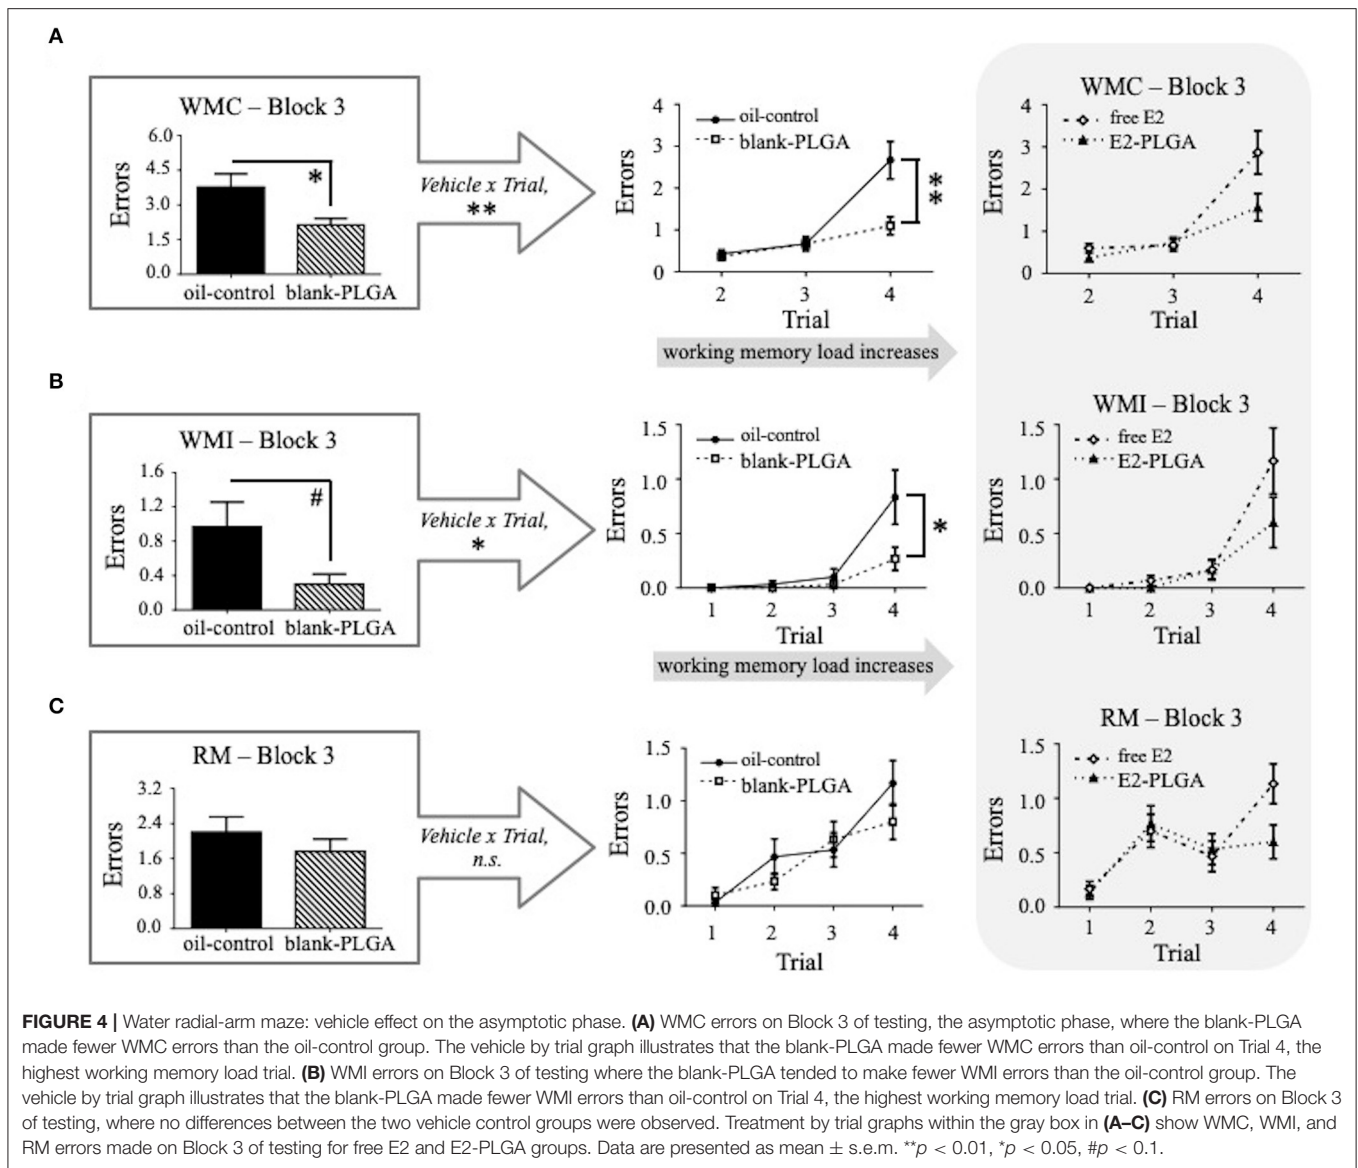 A
WMC – Block 3
Errors
6.0
4.5
3.0
1.5
0.0
*
oil-control blank-PLGA
Vehicle x Trial,
**
Errors
4
3
2
1
0
oil-control
blank-PLGA
**
2 3 4
Trial
working memory load increases
WMC – Block 3
Errors
4
3
2
1
0
free E2
E2-PLGA
2 3 4
Trial
B
WMI – Block 3
Errors
1.6
1.2
0.8
0.4
0.0
#
oil-control blank-PLGA
Vehicle x Trial,
*
Errors
1.5
1.0
0.5
0.0
oil-control
blank-PLGA
*
1 2 3 4
Trial
working memory load increases
WMI – Block 3
Errors
1.5
1.0
0.5
0.0
free E2
E2-PLGA
1 2 3 4
Trial
C
RM – Block 3
Errors
3.2
2.4
1.6
0.8
0.0
oil-control blank-PLGA
Vehicle x Trial,
n.s.
Errors
1.5
1.0
0.5
0.0
oil-control
blank-PLGA
1 2 3 4
Trial
RM – Block 3
Errors
1.5
1.0
0.5
0.0
free E2
E2-PLGA
1 2 3 4
Trial
FIGURE 4 | Water radial-arm maze: vehicle effect on the asymptotic phase. (A) WMC errors on Block 3 of testing, the asymptotic phase, where the blank-PLGA
made fewer WMC errors than the oil-control group. The vehicle by trial graph illustrates that the blank-PLGA made fewer WMC errors than oil-control on Trial 4, the
highest working memory load trial. (B) WMI errors on Block 3 of testing where the blank-PLGA tended to make fewer WMI errors than the oil-control group. The
vehicle by trial graph illustrates that the blank-PLGA made fewer WMI errors than oil-control on Trial 4, the highest working memory load trial. (C) RM errors on Block 3
of testing, where no differences between the two vehicle control groups were observed. Treatment by trial graphs within the gray box in (A–C) show WMC, WMI, and
RM errors made on Block 3 of testing for free E2 and E2-PLGA groups. Data are presented as mean ± s.e.m. **p < 0.01, *p < 0.05, #p < 0.1.